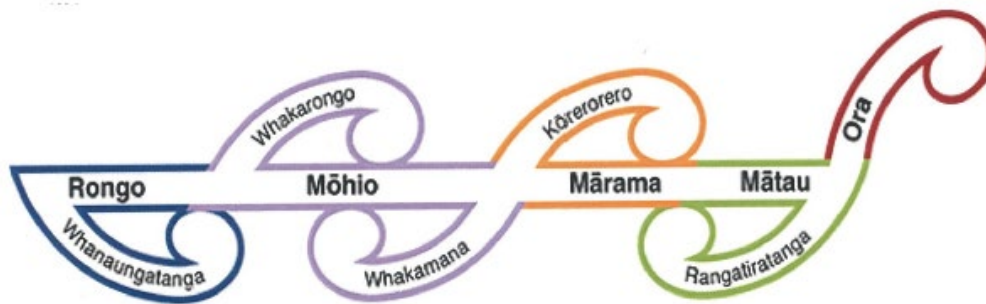 Ora
Whakarongo
Kōrerorero
Rongo
Mōhio
Mārama
Mātau
Whanaungatanga
Whakamana
Rangatiratanga